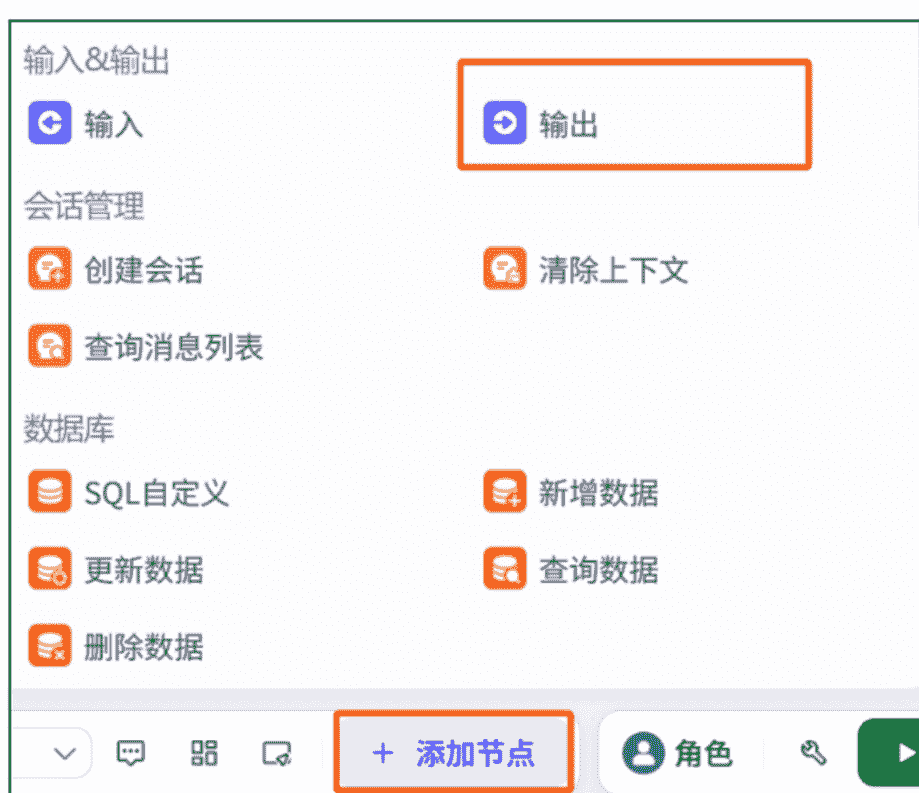 输入&输出
输入 输出
会话管理
创建会话 清除上下文
查询消息列表
数据库
SQL自定义 新增数据
更新数据 查询数据
删除数据
+ 添加节点 角色